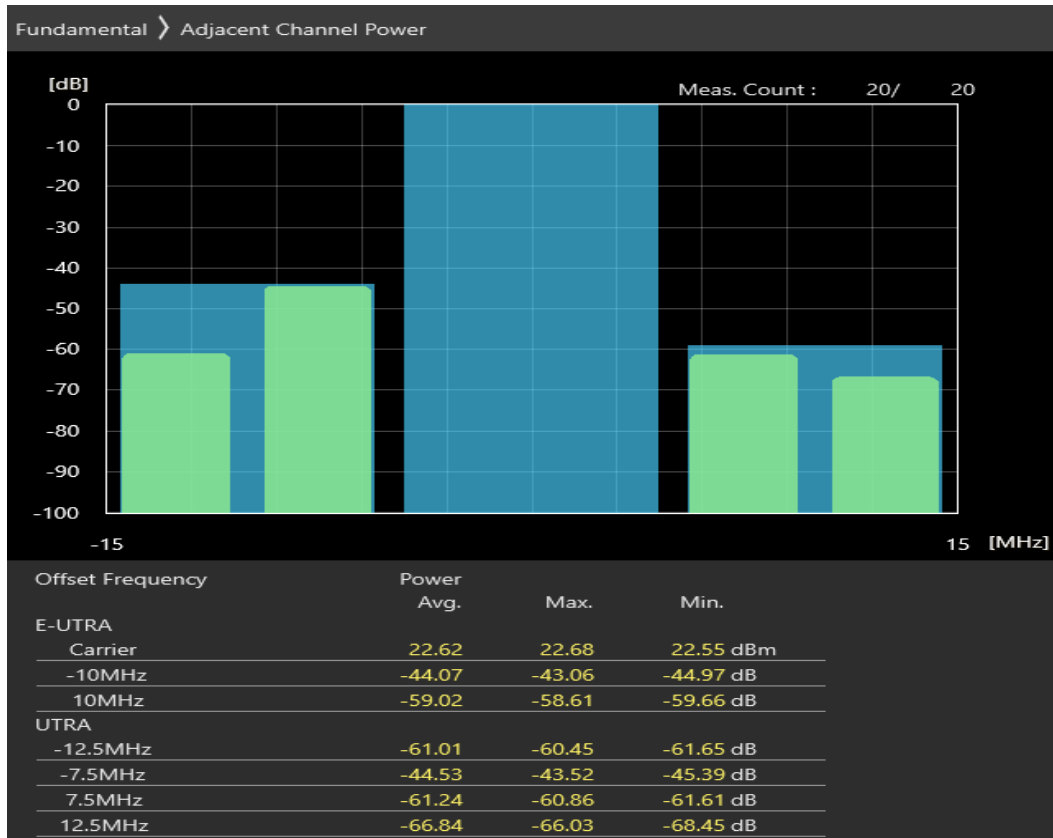 Fundamental 〉 Adjacent Channel Power
[dB]
Meas. Count : 20/ 20
0
-10
-20
-30
-40
-50
-60
-70
-80
-90
-100
-15 15 [MHz]
Offset Frequency Power
Avg. Max. Min.
E-UTRA
Carrier 22.62 22.68 22.55 dBm
-10MHz -44.07 -43.06 -44.97 dB
10MHz -59.02 -58.61 -59.66 dB
UTRA
-12.5MHz -61.01 -60.45 -61.65 dB
-7.5MHz -44.53 -43.52 -45.39 dB
7.5MHz -61.24 -60.86 -61.61 dB
12.5MHz -66.84 -66.03 -68.45 dB